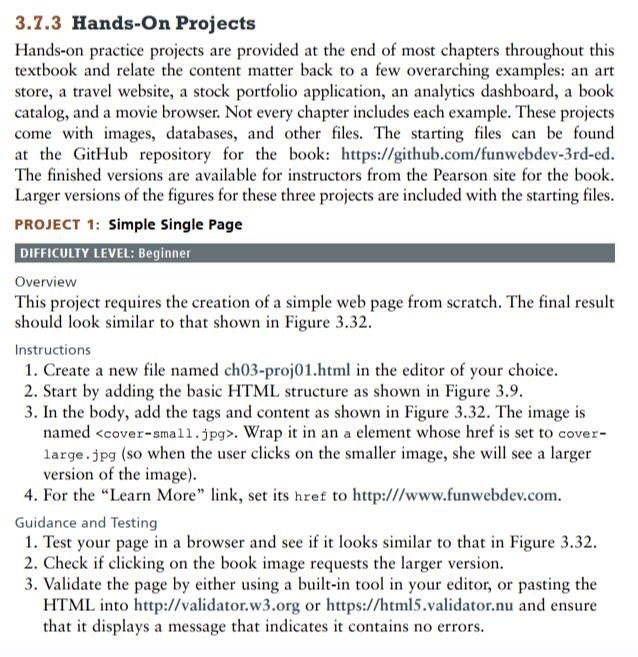 3.7.3 Hands-On Projects
Hands-on practice projects are provided at the end of most chapters throughout this
textbook and relate the content matter back to a few overarching examples: an art
store, a travel website, a stock portfolio application, an analytics dashboard, a book
catalog, and a movie browser. Not every chapter includes each example. These projects
come with images, databases, and other files. The starting files can be found
at the GitHub repository for the book: https://github.com/funwebdev-3rd-ed.
The finished versions are available for instructors from the Pearson site for the book.
Larger versions of the figures for these three projects are included with the starting files.
PROJECT 1: Simple Single Page
DIFFICULTY LEVEL: Beginner
Overview
This project requires the creation of a simple web page from scratch. The final result
should look similar to that shown in Figure 3.32.
Instructions
1. Create a new file named ch03-proj01.html in the editor of your choice.
2. Start by adding the basic HTML structure as shown in Figure 3.9.
3. In the body, add the tags and content as shown in Figure 3.32. The image is
named <cover-small.jpg>. Wrap it in an a element whose href is set to cover-
large.jpg (so when the user clicks on the smaller image, she will see a larger
version of the image).
4. For the “Learn More” link, set its href to http:///www.funwebdev.com.
Guidance and Testing
1. Test your page in a browser and see if it looks similar to that in Figure 3.32.
2. Check if clicking on the book image requests the larger version.
3. Validate the page by either using a built-in tool in your editor, or pasting the
HTML into http://validator.w3.org or https://html5.validator.nu and ensure
that it displays a message that indicates it contains no errors.